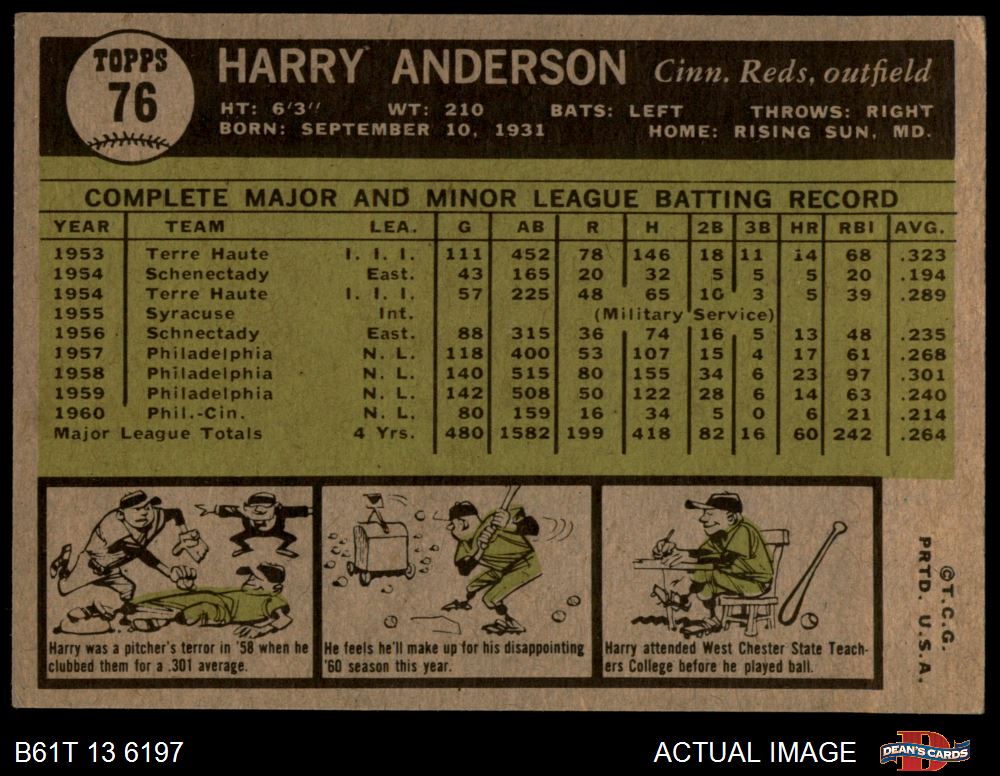 TOPPS
76
HARRY ANDERSON Cinn. Reds, outfield
HT: 6'3" WT: 210 BATS: LEFT THROWS: RIGHT
BORN: SEPTEMBER 10, 1931 HOME: RISING SUN, MD.
COMPLETE MAJOR AND MINOR LEAGUE BATTING RECORD
YEAR TEAM LEA. G AB R H 2B 3B HR RBI AVG.
1953 Terre Haute I. I. I. 111 452 78 146 18 11 14 68 .323
1954 Schenectady East. 43 165 20 32 5 5 5 20 .194
1954 Terre Haute I. I. I. 57 225 48 65 10 3 5 39 .289
1955 Syracuse Int. (Military Service)
1956 Schnectady East. 88 315 36 74 16 5 13 48 .235
1957 Philadelphia N. L. 118 400 53 107 15 4 17 61 .268
1958 Philadelphia N. L. 140 515 80 155 34 6 23 97 .301
1959 Philadelphia N. L. 142 508 50 122 28 6 14 63 .240
1960 Phil.-Cin. N. L. 80 159 16 34 5 0 6 21 .214
Major League Totals 4 Yrs. 480 1582 199 418 82 16 60 242 .264
Harry was a pitcher's terror in '58 when he
clubbed them for a .301 average.
He feels he'll make up for his disappointing
'60 season this year.
Harry attended West Chester State Teach-
ers College before he played ball.
© T.C.G.
PRTD. U.S.A.
B61T 13 6197 ACTUAL IMAGE DEAN'S CARDS